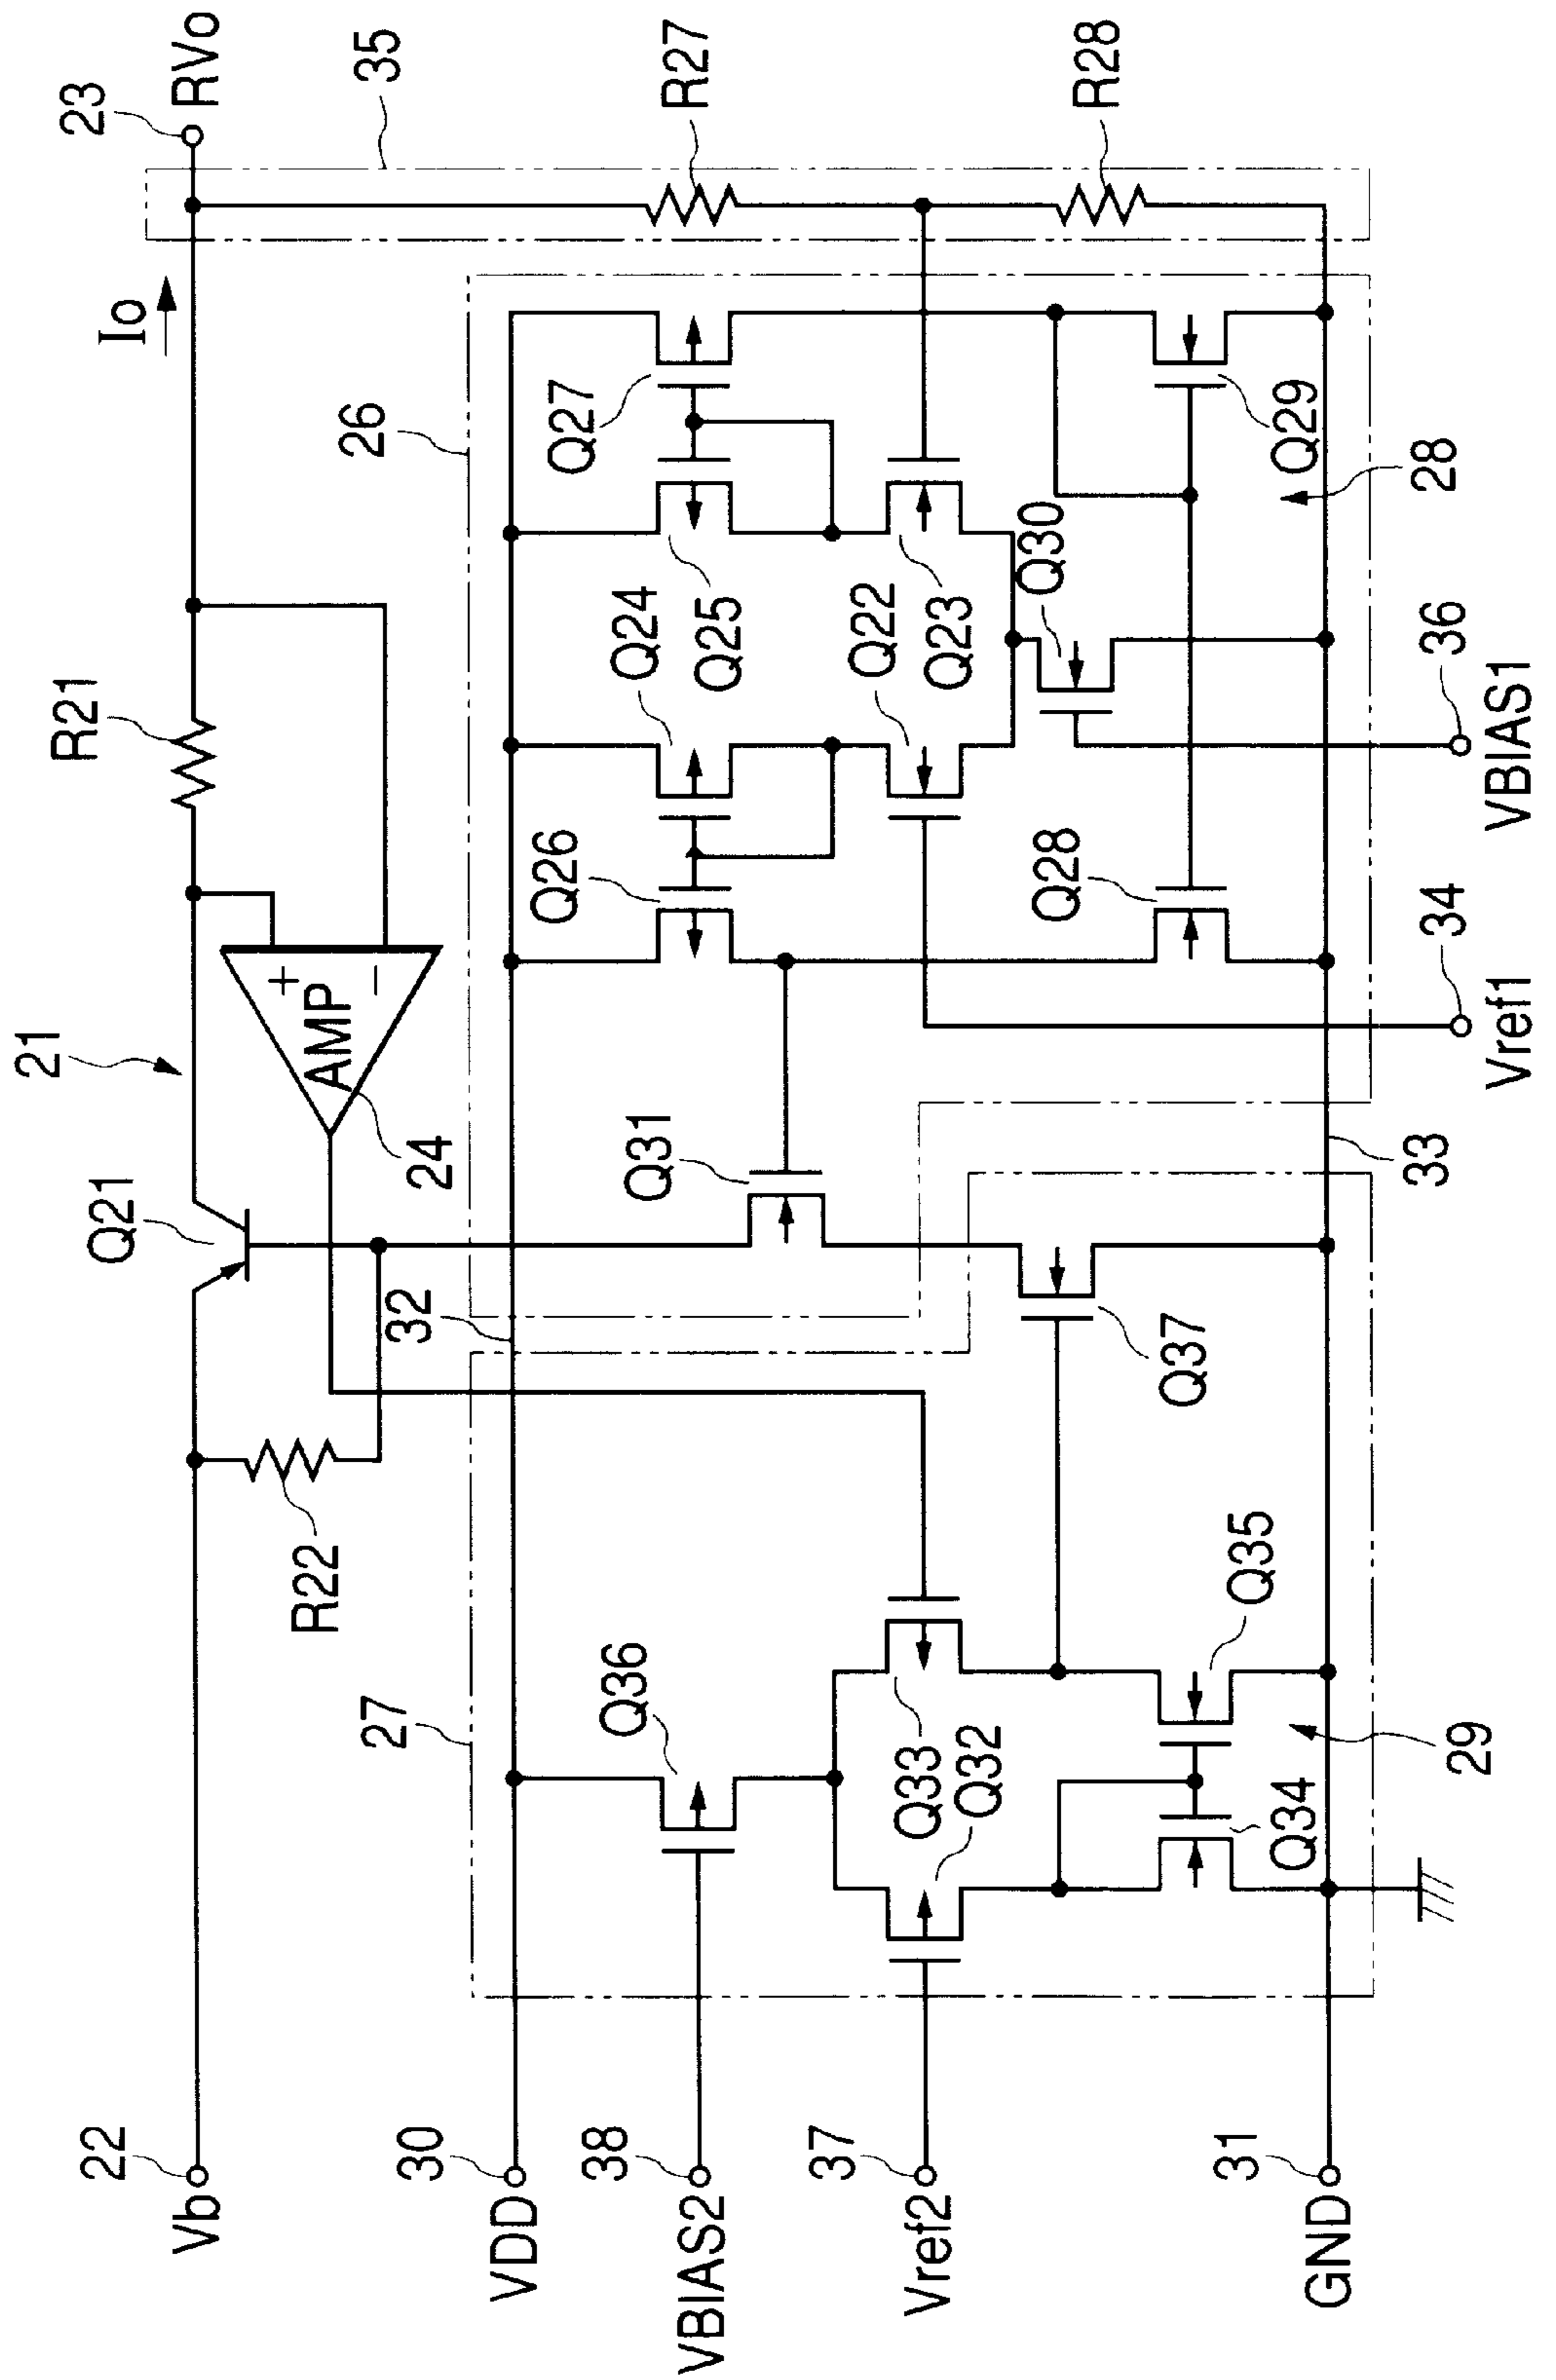 22
Vb
R22
Q21
21
R21
Io
23
RVo
35
AMP
+
−
24
30
VDD
32
27
26
38
VBIAS2
Q36
Q31
Q26
Q24
Q25
Q27
R27
37
Vref2
Q33
Q32
Q22
Q23
Q30
Q37
Q28
Q29
R28
Q34
Q35
29
28
31
GND
33
34
Vref1
36
VBIAS1